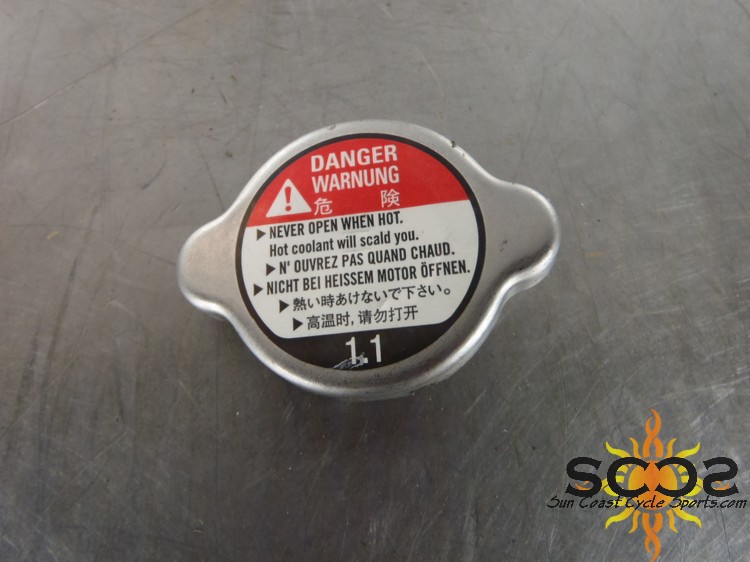 DANGER
WARNUNG
危 険
▶ NEVER OPEN WHEN HOT.
Hot coolant will scald you.
▶ N' OUVREZ PAS QUAND CHAUD.
▶ NICHT BEI HEISSEM MOTOR ÖFFNEN.
▶ 熱い時あけないで下さい。
▶ 高温时, 请勿打开
1.1
SCCS
Sun Coast Cycle Sports.com